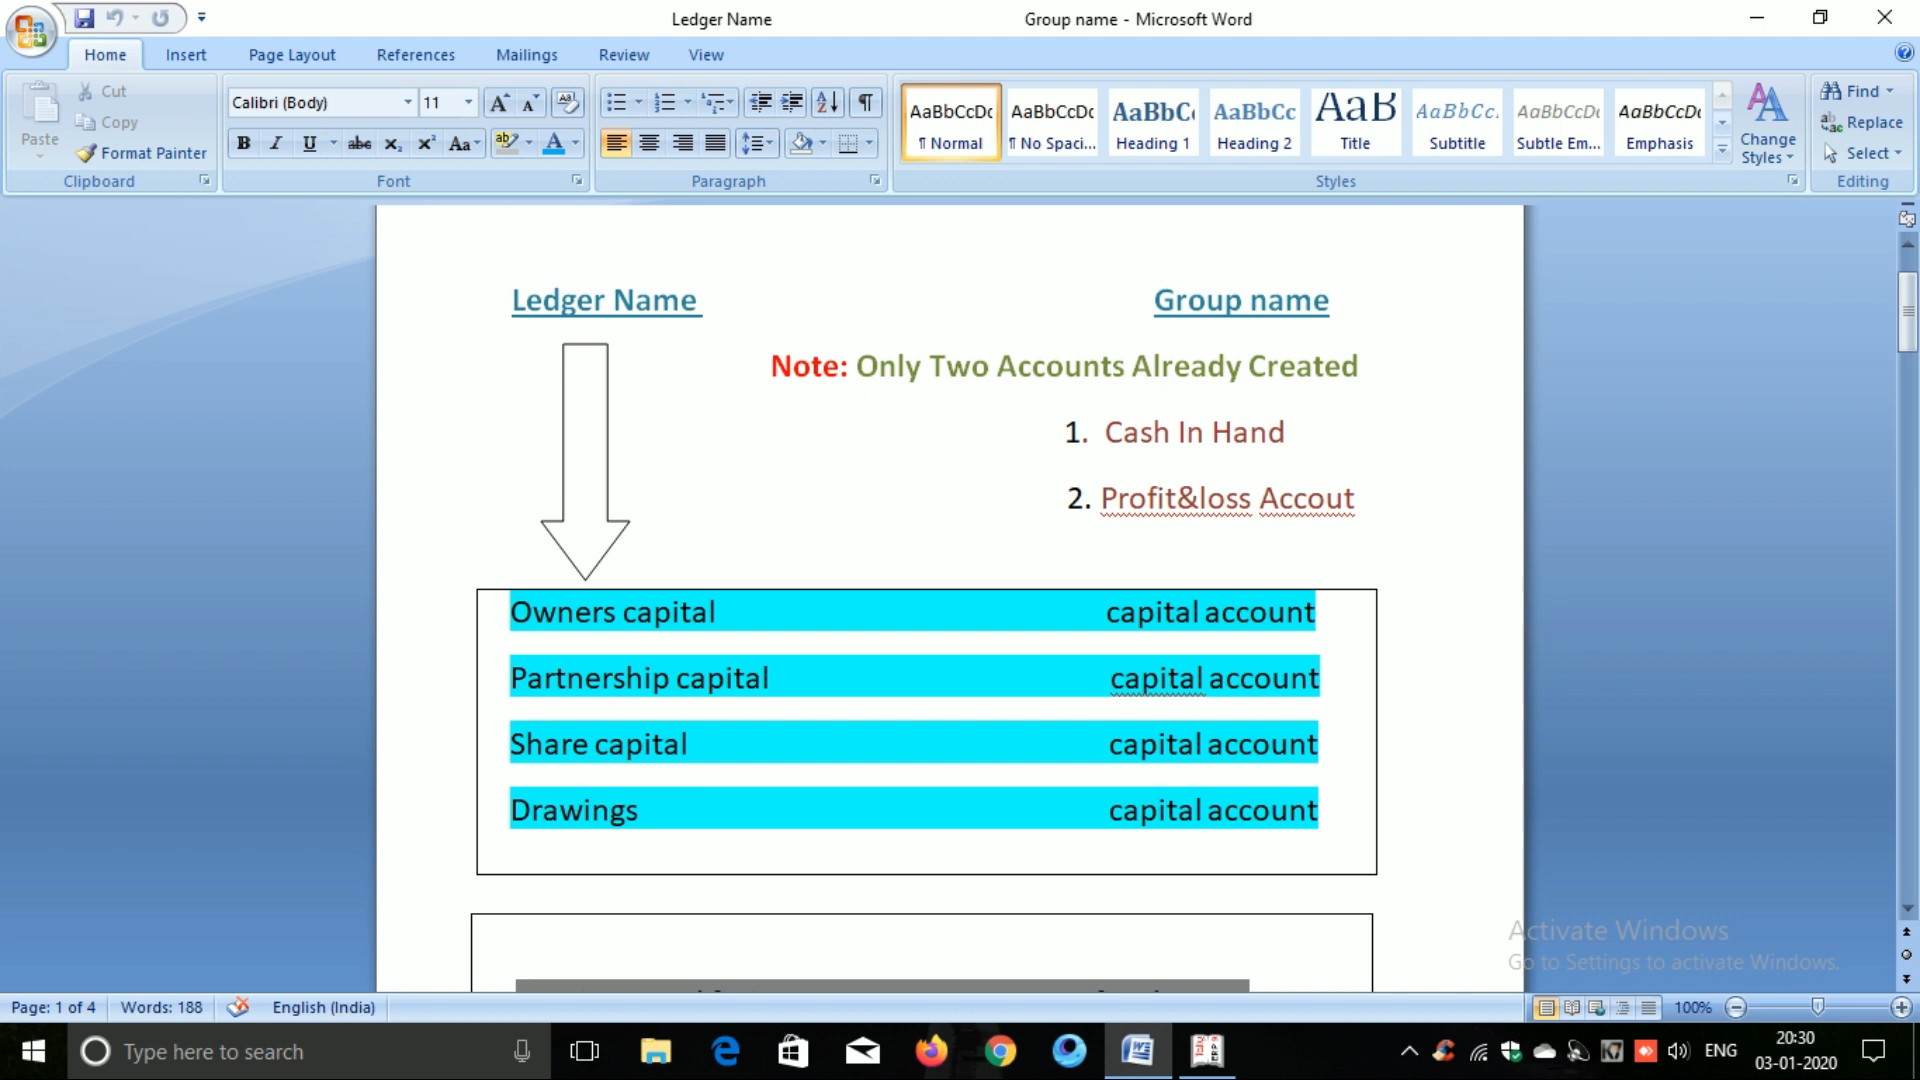 Ledger Name Group name - Microsoft Word
Home Insert Page Layout References Mailings Review View
Paste
Cut
Copy
Format Painter
Clipboard
Calibri (Body) 11
B I U abc X₂ X² Aa
Font
Paragraph
AaBbCcDc AaBbCcDc AaBbC AaBbCc AaB AaBbCc. AaBbCcDc AaBbCcDc
¶ Normal ¶ No Spaci... Heading 1 Heading 2 Title Subtitle Subtle Em... Emphasis
Change Styles
Styles
Find
Replace
Select
Editing
Ledger Name Group name
Note: Only Two Accounts Already Created
1. Cash In Hand
2. Profit&loss Accout
Owners capital capital account
Partnership capital capital account
Share capital capital account
Drawings capital account
Activate Windows
Go to Settings to activate Windows.
Page: 1 of 4 Words: 188 English (India) 100%
Type here to search
ENG
20:30
03-01-2020